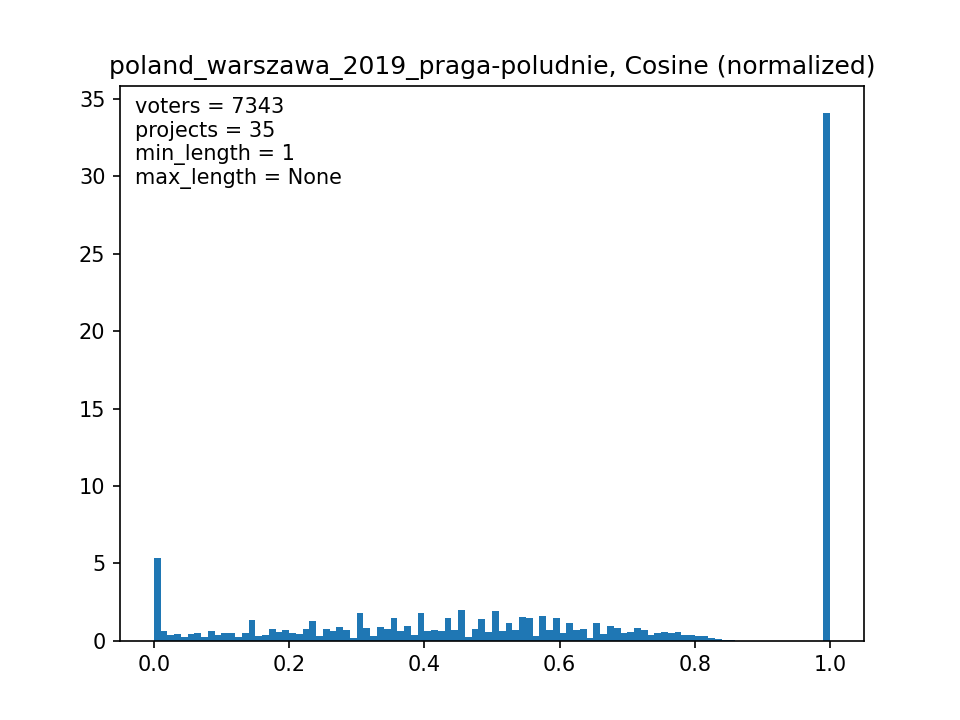 poland_warszawa_2019_praga-poludnie, Cosine (normalized)
voters = 7343
projects = 35
min_length = 1
max_length = None
35
30
25
20
15
10
5
0
0.0 0.2 0.4 0.6 0.8 1.0